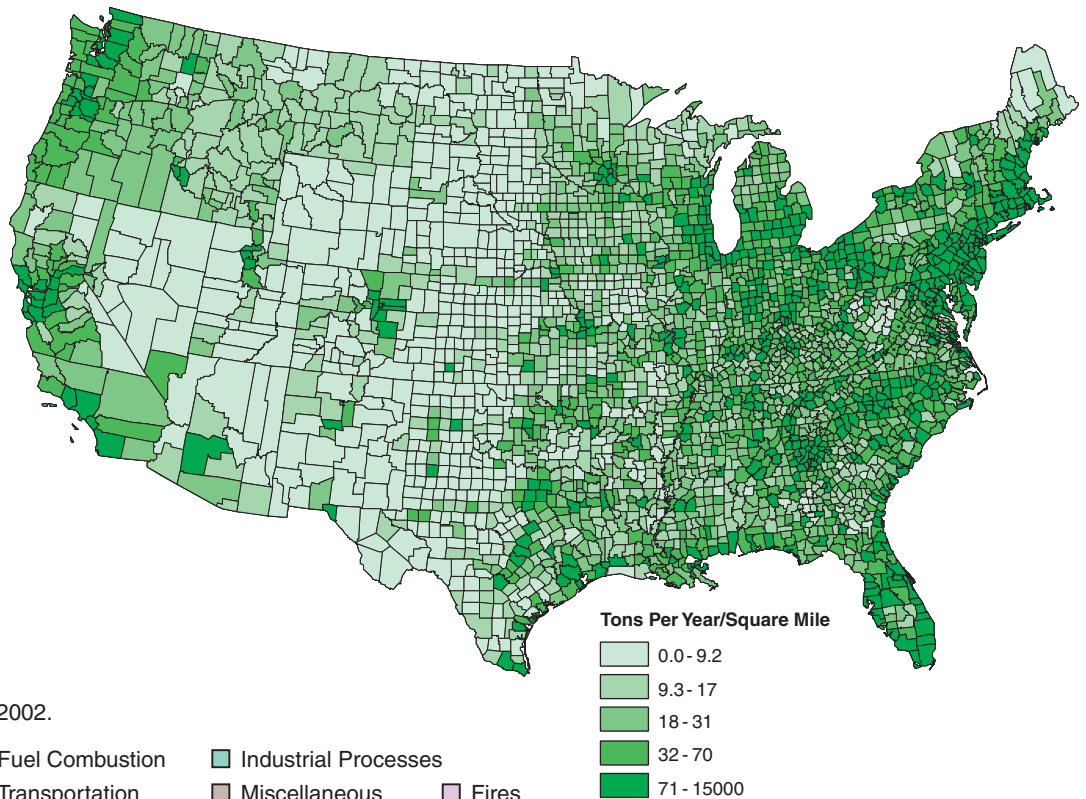 Tons Per Year/Square Mile
0.0 - 9.2
9.3 - 17
18 - 31
32 - 70
71 - 15000
2002.
Fuel Combustion Industrial Processes
Transportation Miscellaneous Fires